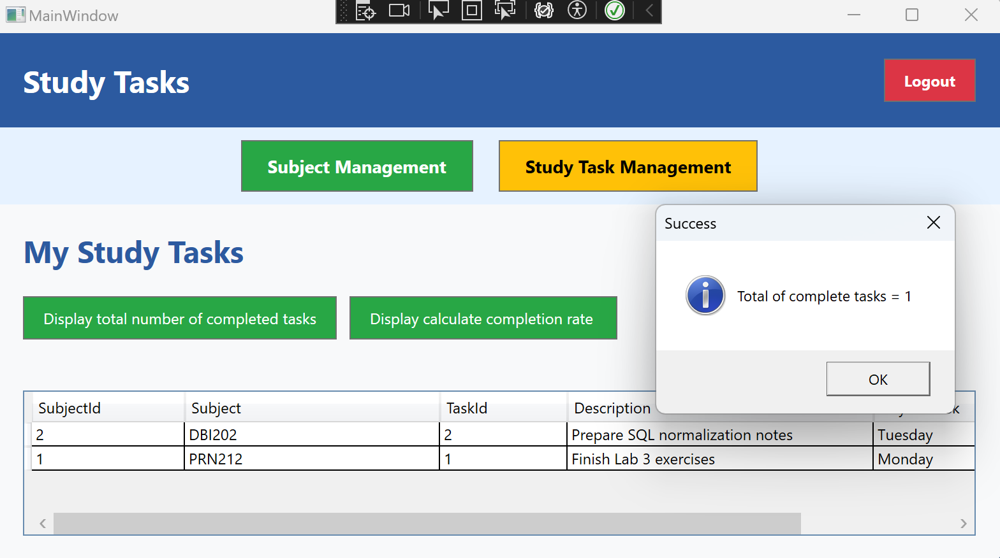 MainWindow
Study Tasks
Logout
Subject Management
Study Task Management
Success
Total of complete tasks = 1
OK
My Study Tasks
Display total number of completed tasks
Display calculate completion rate
SubjectId Subject TaskId Description
2 DBI202 2 Prepare SQL normalization notes Tuesday
1 PRN212 1 Finish Lab 3 exercises Monday